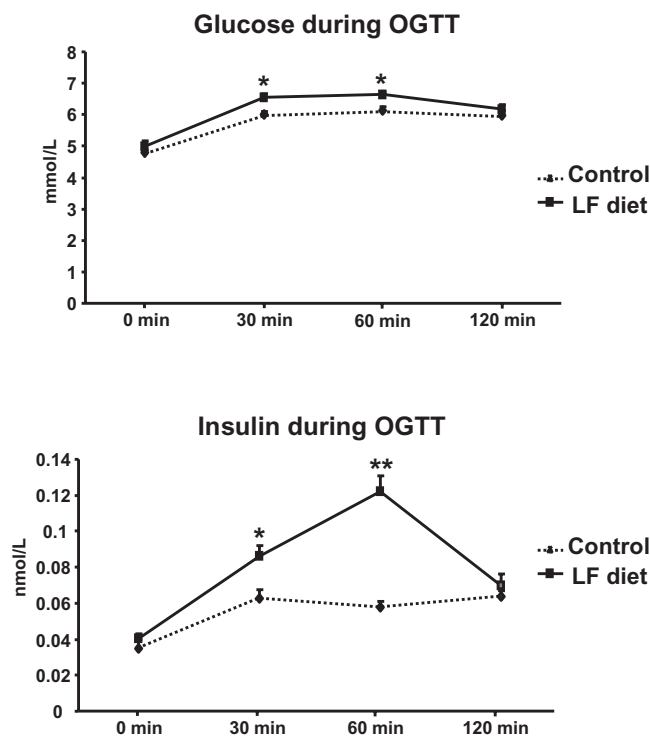 Glucose during OGTT
8
7
6
5
4
3
2
1
0
mmol/L
* *
0 min 30 min 60 min 120 min
Control
LF diet
Insulin during OGTT
0.14
0.12
0.1
0.08
0.06
0.04
0.02
0
nmol/L
* **
0 min 30 min 60 min 120 min
Control
LF diet